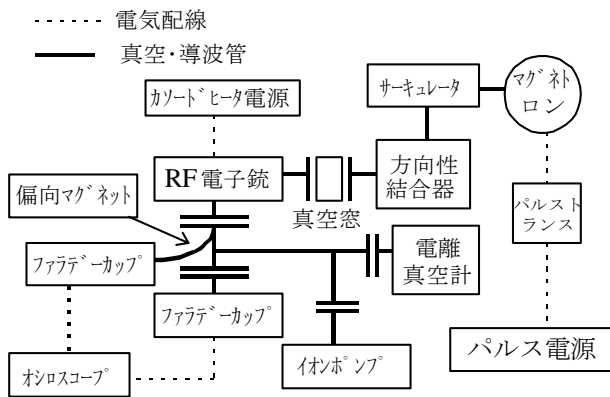 電気配線
真空・導波管
カソードヒータ電源
サーキュレータ
マグネト
ロン
RF電子銃
方向性
結合器
真空窓
偏向マグネット
パルスト
ランス
ファラデーカップ
電離
真空計
ファラデーカップ
パルス電源
オシロスコープ
イオンポンプ